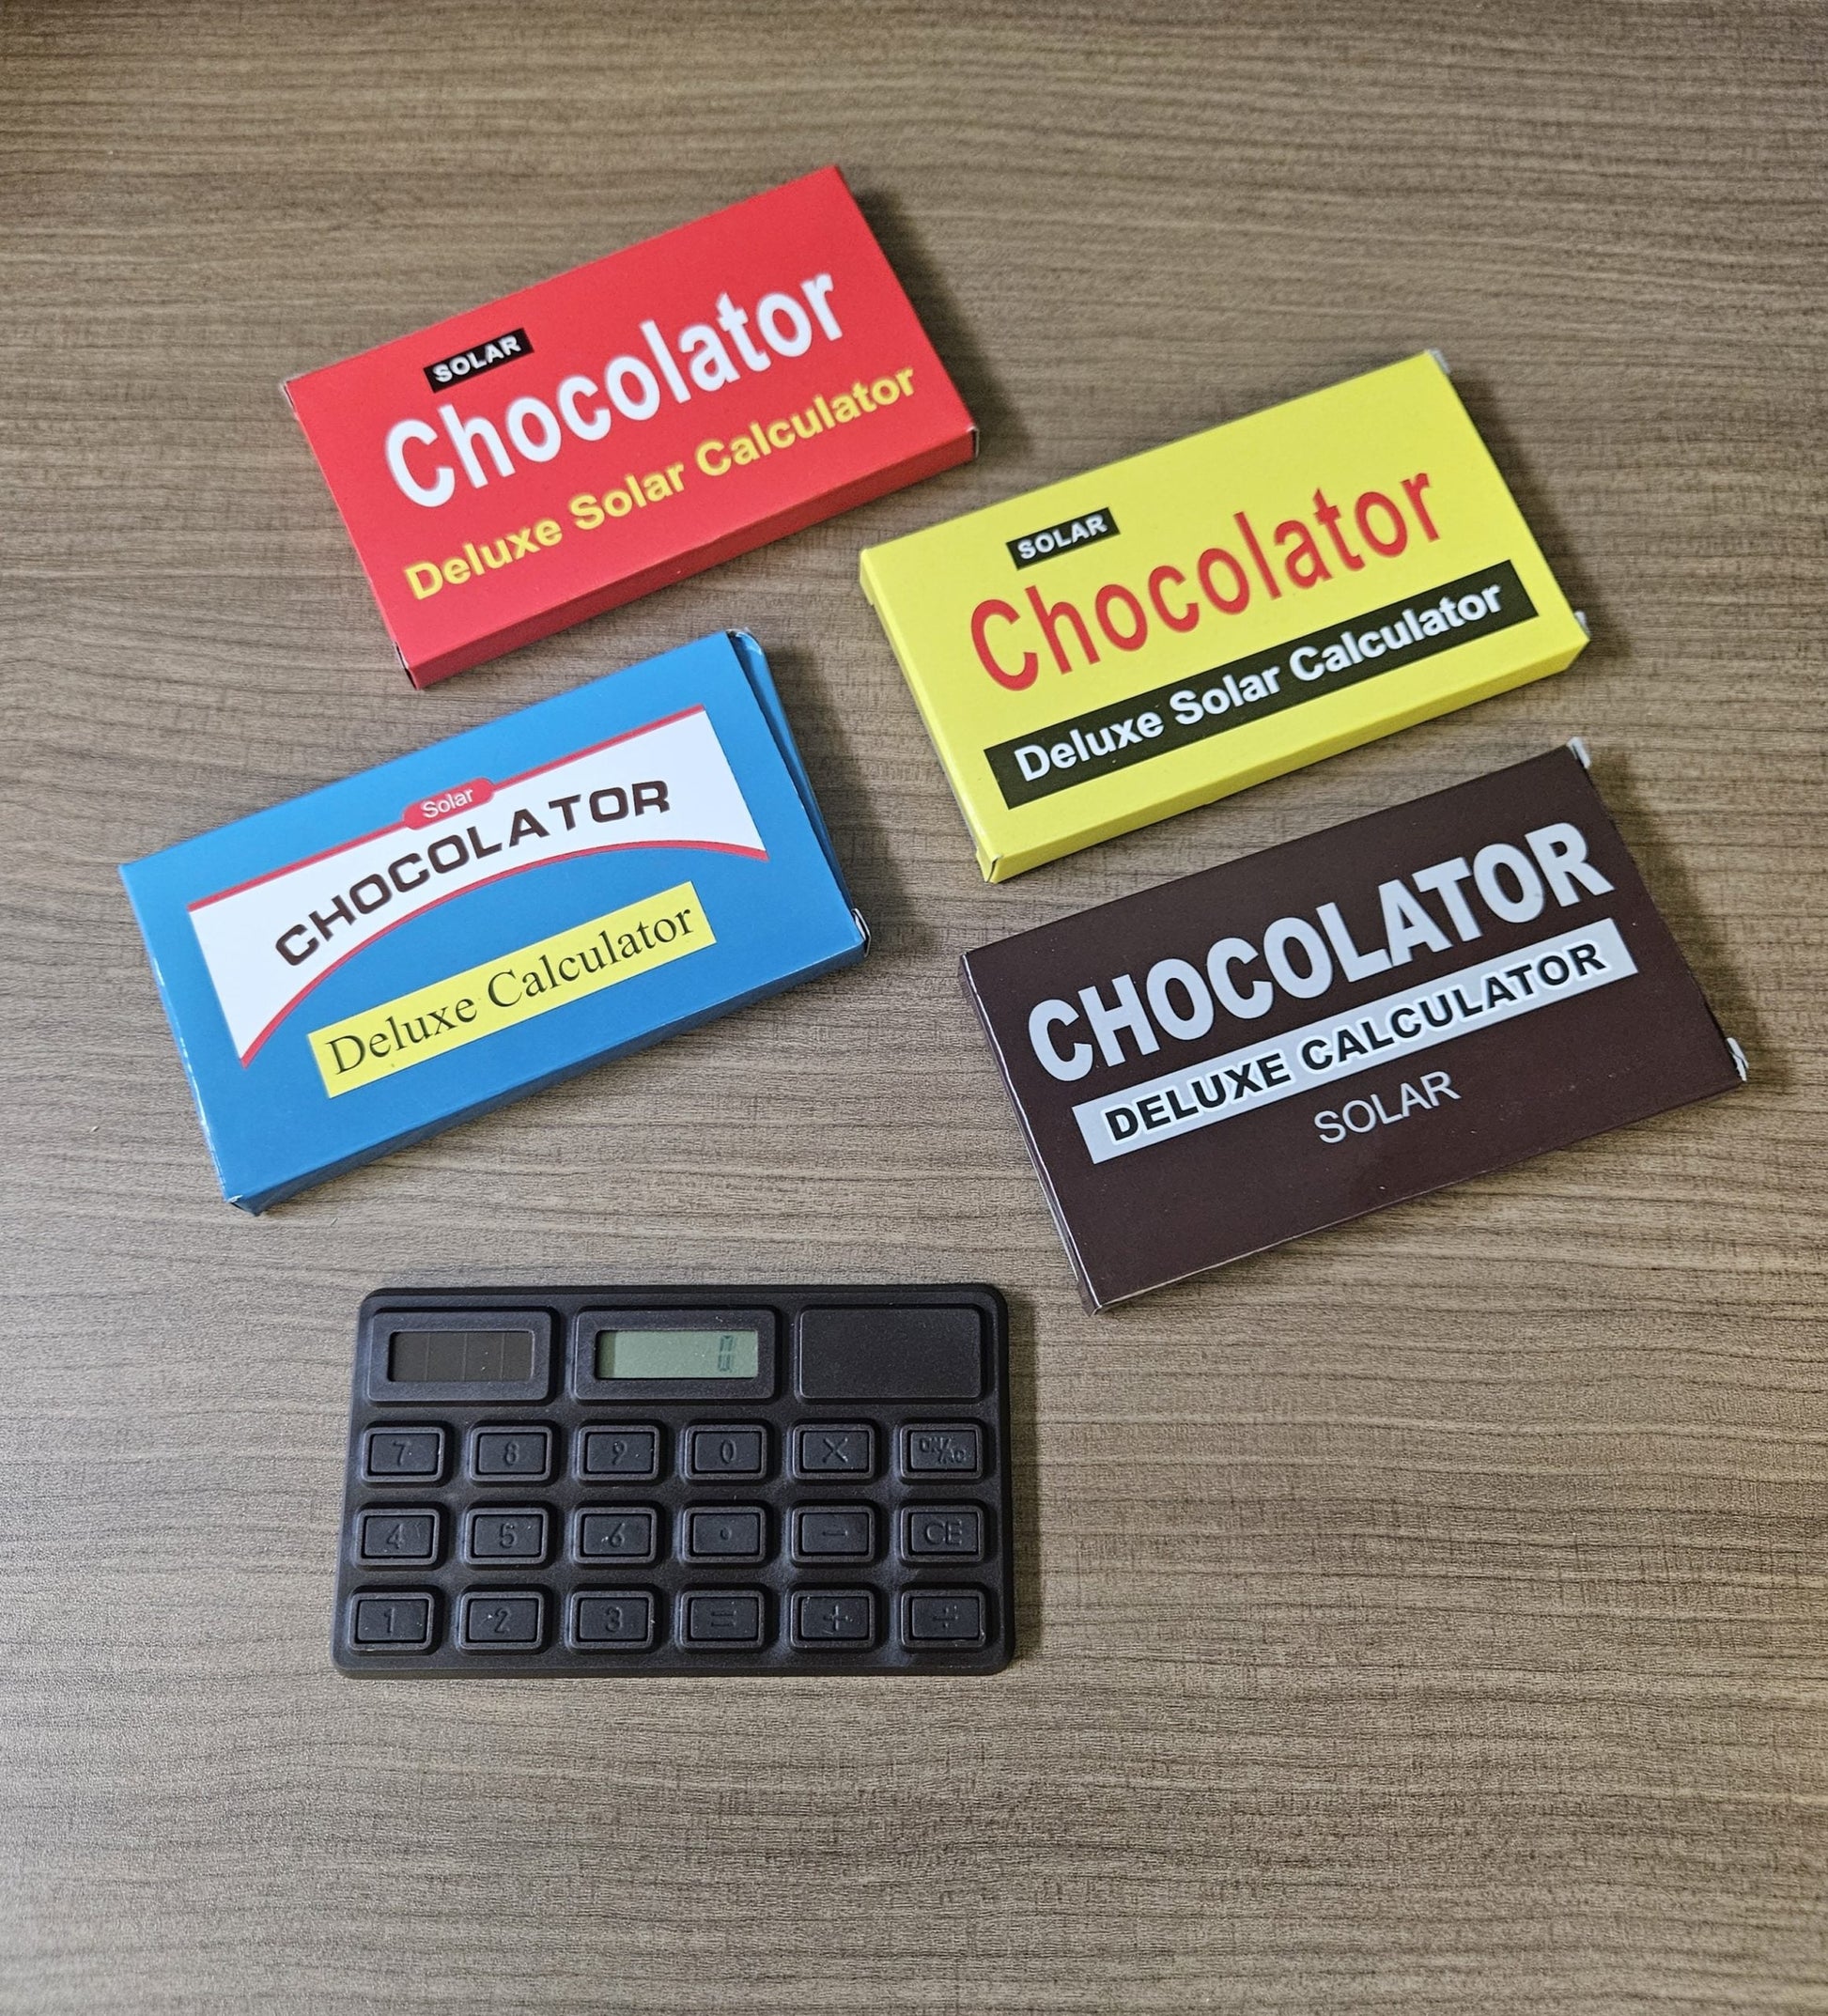 SOLAR
Chocolator
Deluxe Solar Calculator
SOLAR
Chocolator
Deluxe Solar Calculator
Solar
CHOCOLATOR
Deluxe Calculator
CHOCOLATOR
DELUXE CALCULATOR
SOLAR
0
7 8 9 0 X ON/AC
4 5 6 . − CE
1 2 3 = + ÷